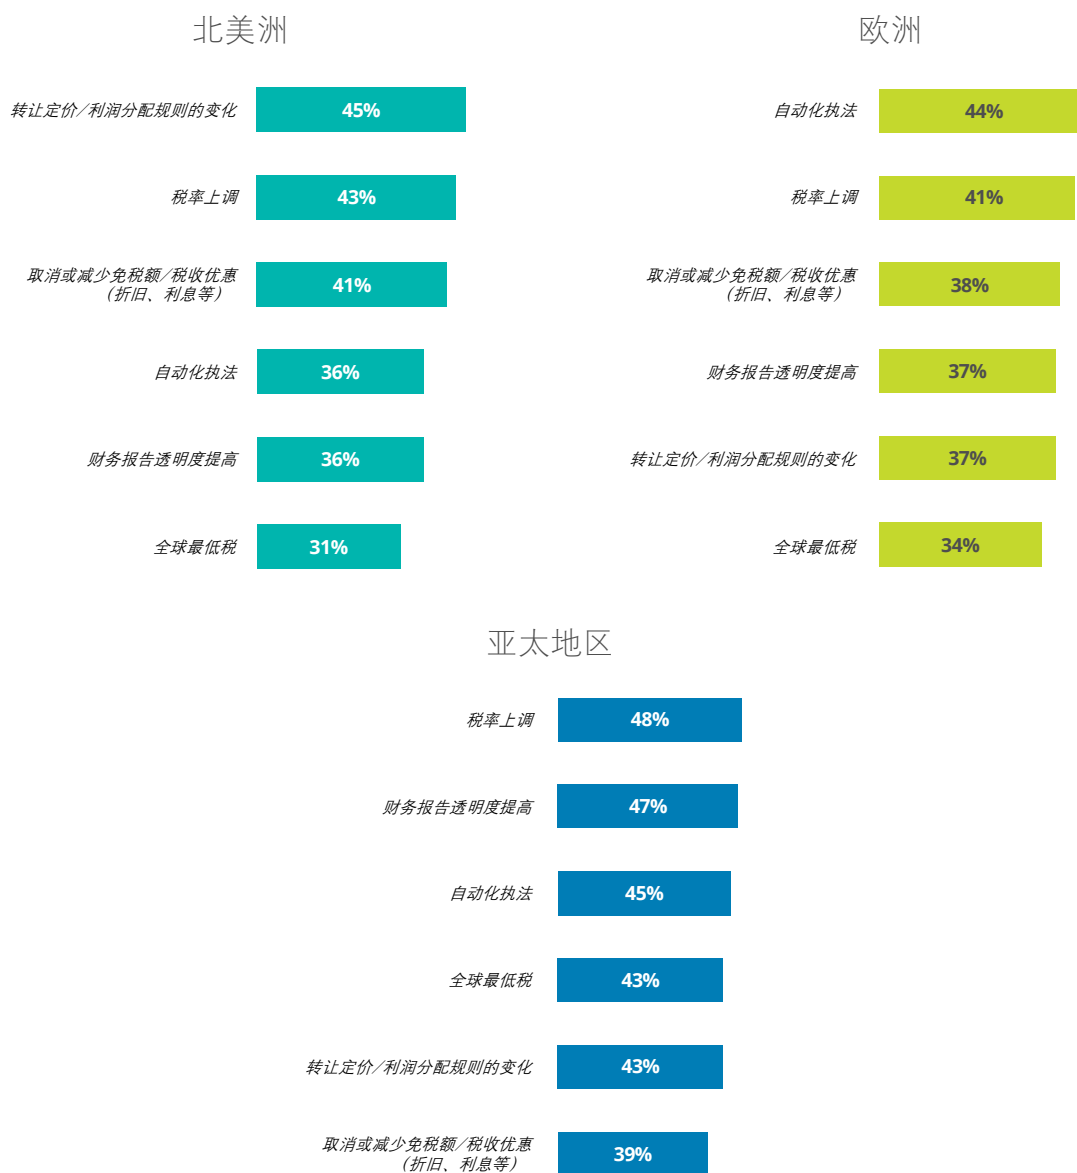 北美洲
转让定价/利润分配规则的变化
45%
税率上调
43%
取消或减少免税额/税收优惠
（折旧、利息等）
41%
自动化执法
36%
财务报告透明度提高
36%
全球最低税
31%
欧洲
自动化执法
44%
税率上调
41%
取消或减少免税额/税收优惠
（折旧、利息等）
38%
财务报告透明度提高
37%
转让定价/利润分配规则的变化
37%
全球最低税
34%
亚太地区
税率上调
48%
财务报告透明度提高
47%
自动化执法
45%
全球最低税
43%
转让定价/利润分配规则的变化
43%
取消或减少免税额/税收优惠
（折旧、利息等）
39%